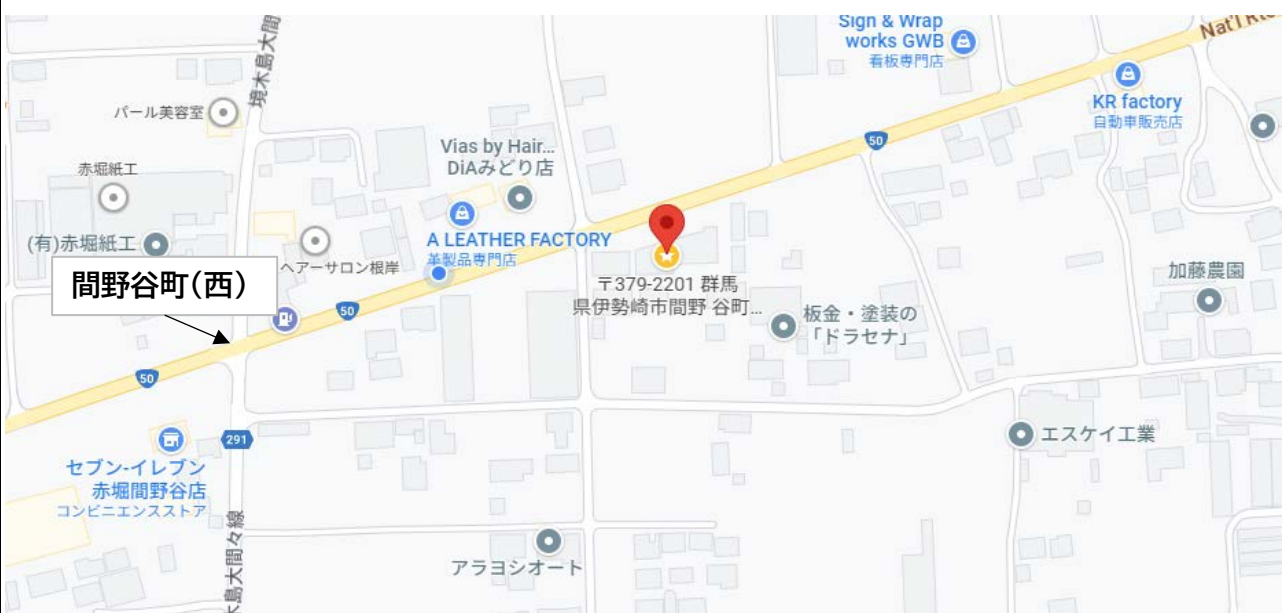 Sign & Wrap
works GWB
看板専門店
Nat'l Rte
KR factory
自動車販売店
境木島大間
パール美容室
50
Vias by Hair...
DiAみどり店
赤堀紙工
(有)赤堀紙工
A LEATHER FACTORY
革製品専門店
ヘアーサロン根岸
間野谷町(西)
〒379-2201 群馬
県伊勢崎市間野 谷町...
加藤農園
50
板金・塗装の
「ドラセナ」
50
291
エスケイ工業
セブン-イレブン
赤堀間野谷店
コンビニエンスストア
木島大間々線
アラヨシオート